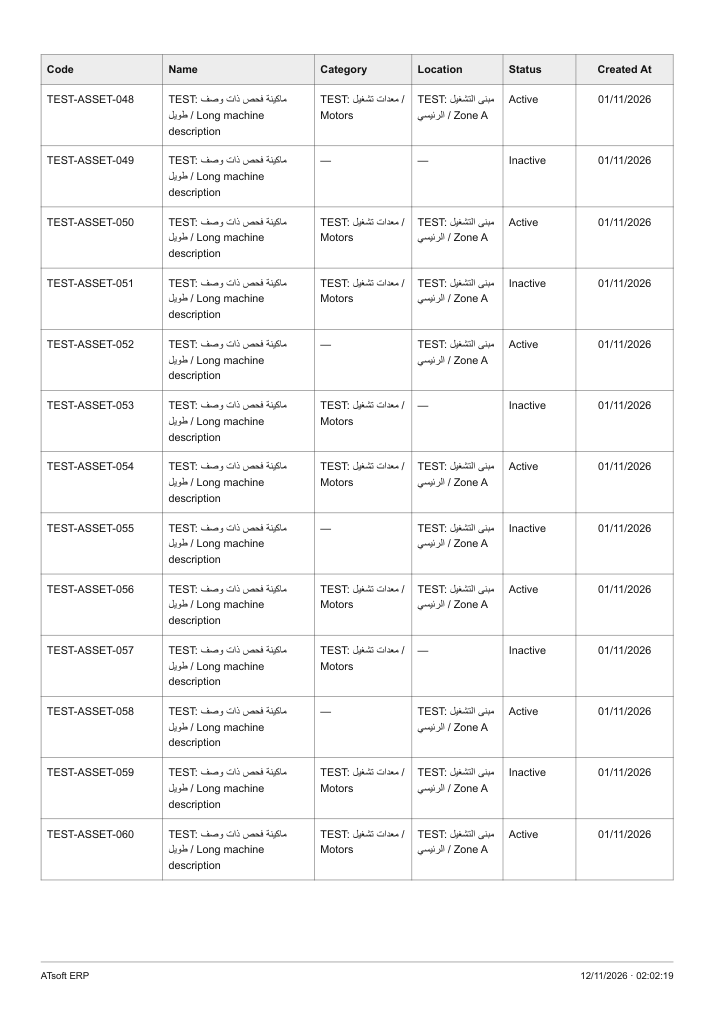 Code Name Category Location Status Created At
TEST-ASSET-048 TEST: ماكينة فحص ذات وصف TEST: معدات تشغيل / TEST: مبنى التشغيل Active 01/11/2026
طويل / Long machine Motors الرئيسي / Zone A
description
TEST-ASSET-049 TEST: ماكينة فحص ذات وصف — — Inactive 01/11/2026
طويل / Long machine
description
TEST-ASSET-050 TEST: ماكينة فحص ذات وصف TEST: معدات تشغيل / TEST: مبنى التشغيل Active 01/11/2026
طويل / Long machine Motors الرئيسي / Zone A
description
TEST-ASSET-051 TEST: ماكينة فحص ذات وصف TEST: معدات تشغيل / TEST: مبنى التشغيل Inactive 01/11/2026
طويل / Long machine Motors الرئيسي / Zone A
description
TEST-ASSET-052 TEST: ماكينة فحص ذات وصف — TEST: مبنى التشغيل Active 01/11/2026
طويل / Long machine الرئيسي / Zone A
description
TEST-ASSET-053 TEST: ماكينة فحص ذات وصف TEST: معدات تشغيل / — Inactive 01/11/2026
طويل / Long machine Motors
description
TEST-ASSET-054 TEST: ماكينة فحص ذات وصف TEST: معدات تشغيل / TEST: مبنى التشغيل Active 01/11/2026
طويل / Long machine Motors الرئيسي / Zone A
description
TEST-ASSET-055 TEST: ماكينة فحص ذات وصف — TEST: مبنى التشغيل Inactive 01/11/2026
طويل / Long machine الرئيسي / Zone A
description
TEST-ASSET-056 TEST: ماكينة فحص ذات وصف TEST: معدات تشغيل / TEST: مبنى التشغيل Active 01/11/2026
طويل / Long machine Motors الرئيسي / Zone A
description
TEST-ASSET-057 TEST: ماكينة فحص ذات وصف TEST: معدات تشغيل / — Inactive 01/11/2026
طويل / Long machine Motors
description
TEST-ASSET-058 TEST: ماكينة فحص ذات وصف — TEST: مبنى التشغيل Active 01/11/2026
طويل / Long machine الرئيسي / Zone A
description
TEST-ASSET-059 TEST: ماكينة فحص ذات وصف TEST: معدات تشغيل / TEST: مبنى التشغيل Inactive 01/11/2026
طويل / Long machine Motors الرئيسي / Zone A
description
TEST-ASSET-060 TEST: ماكينة فحص ذات وصف TEST: معدات تشغيل / TEST: مبنى التشغيل Active 01/11/2026
طويل / Long machine Motors الرئيسي / Zone A
description
ATsoft ERP 12/11/2026 · 02:02:19